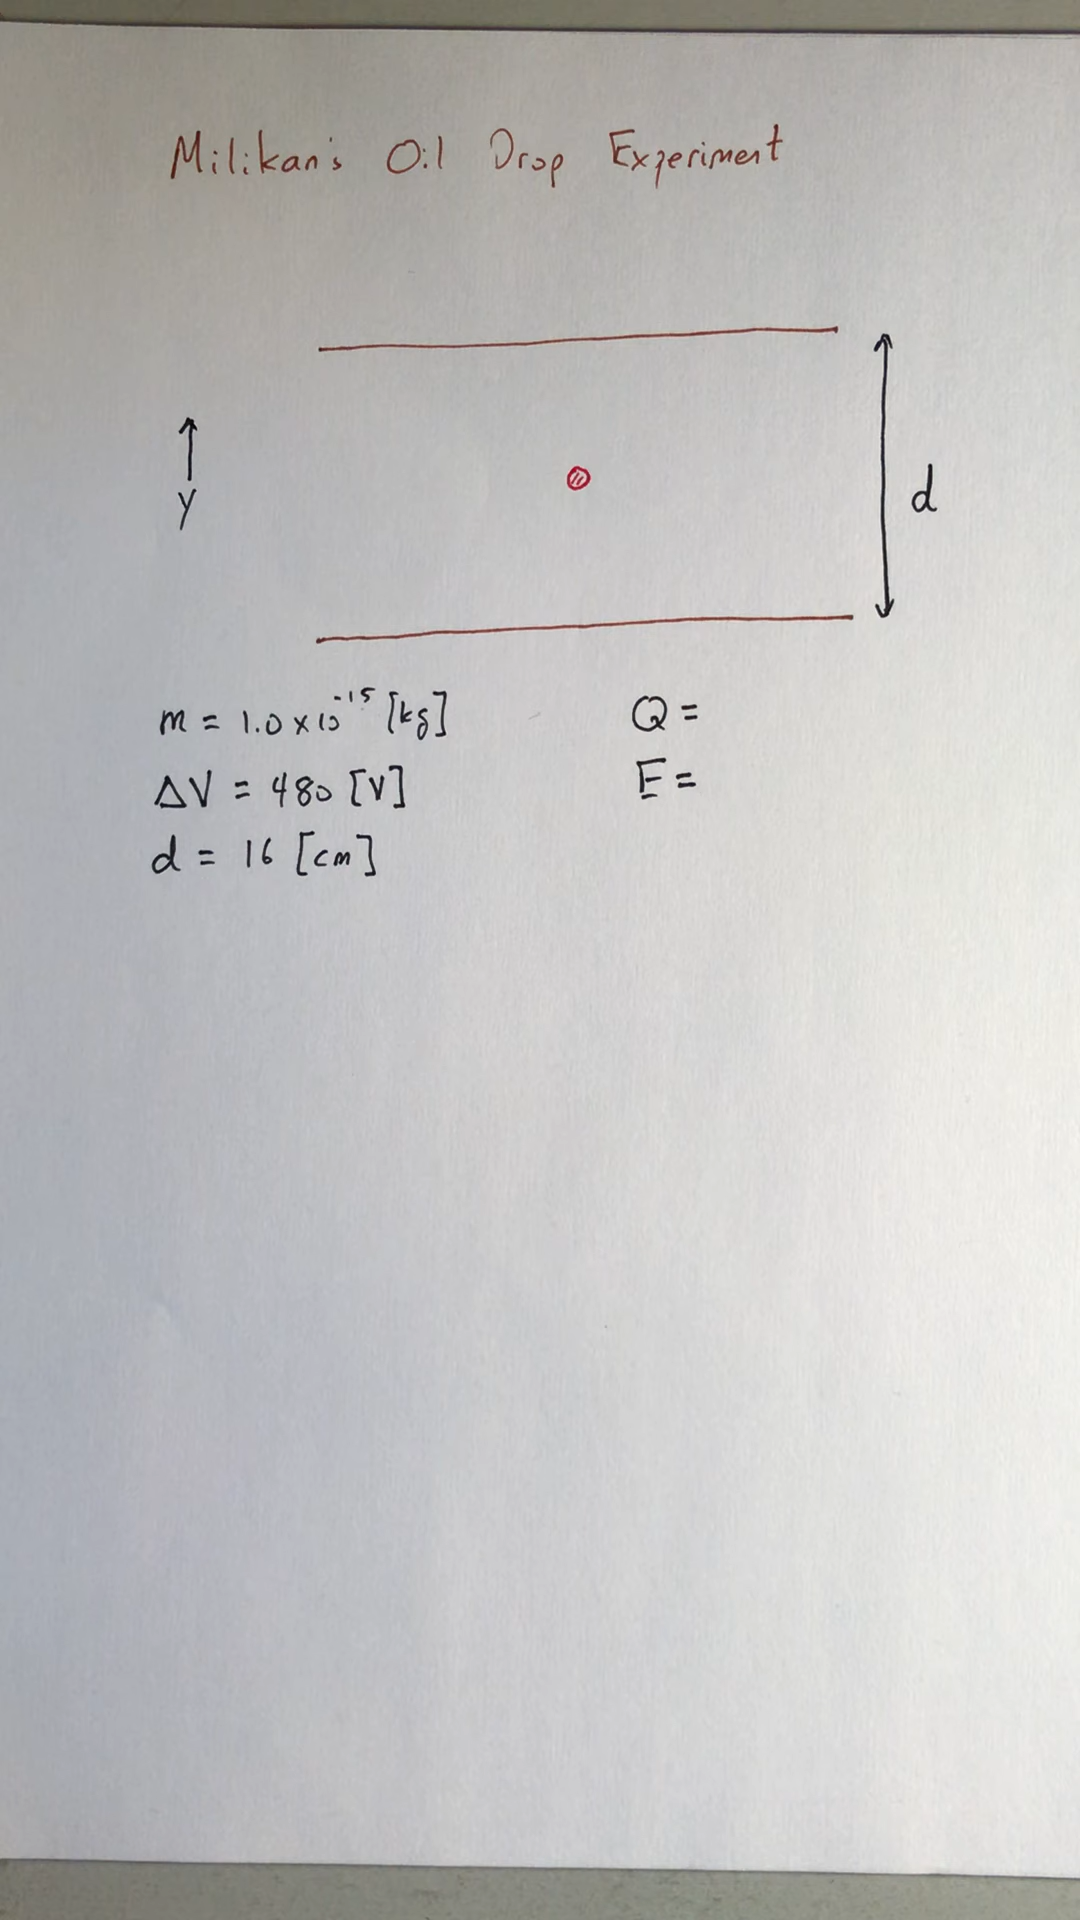 Milikan's Oil Drop Experiment
y
d
m = 1.0 x 10^-15 [kg]
Q =
ΔV = 480 [V]
E =
d = 16 [cm]